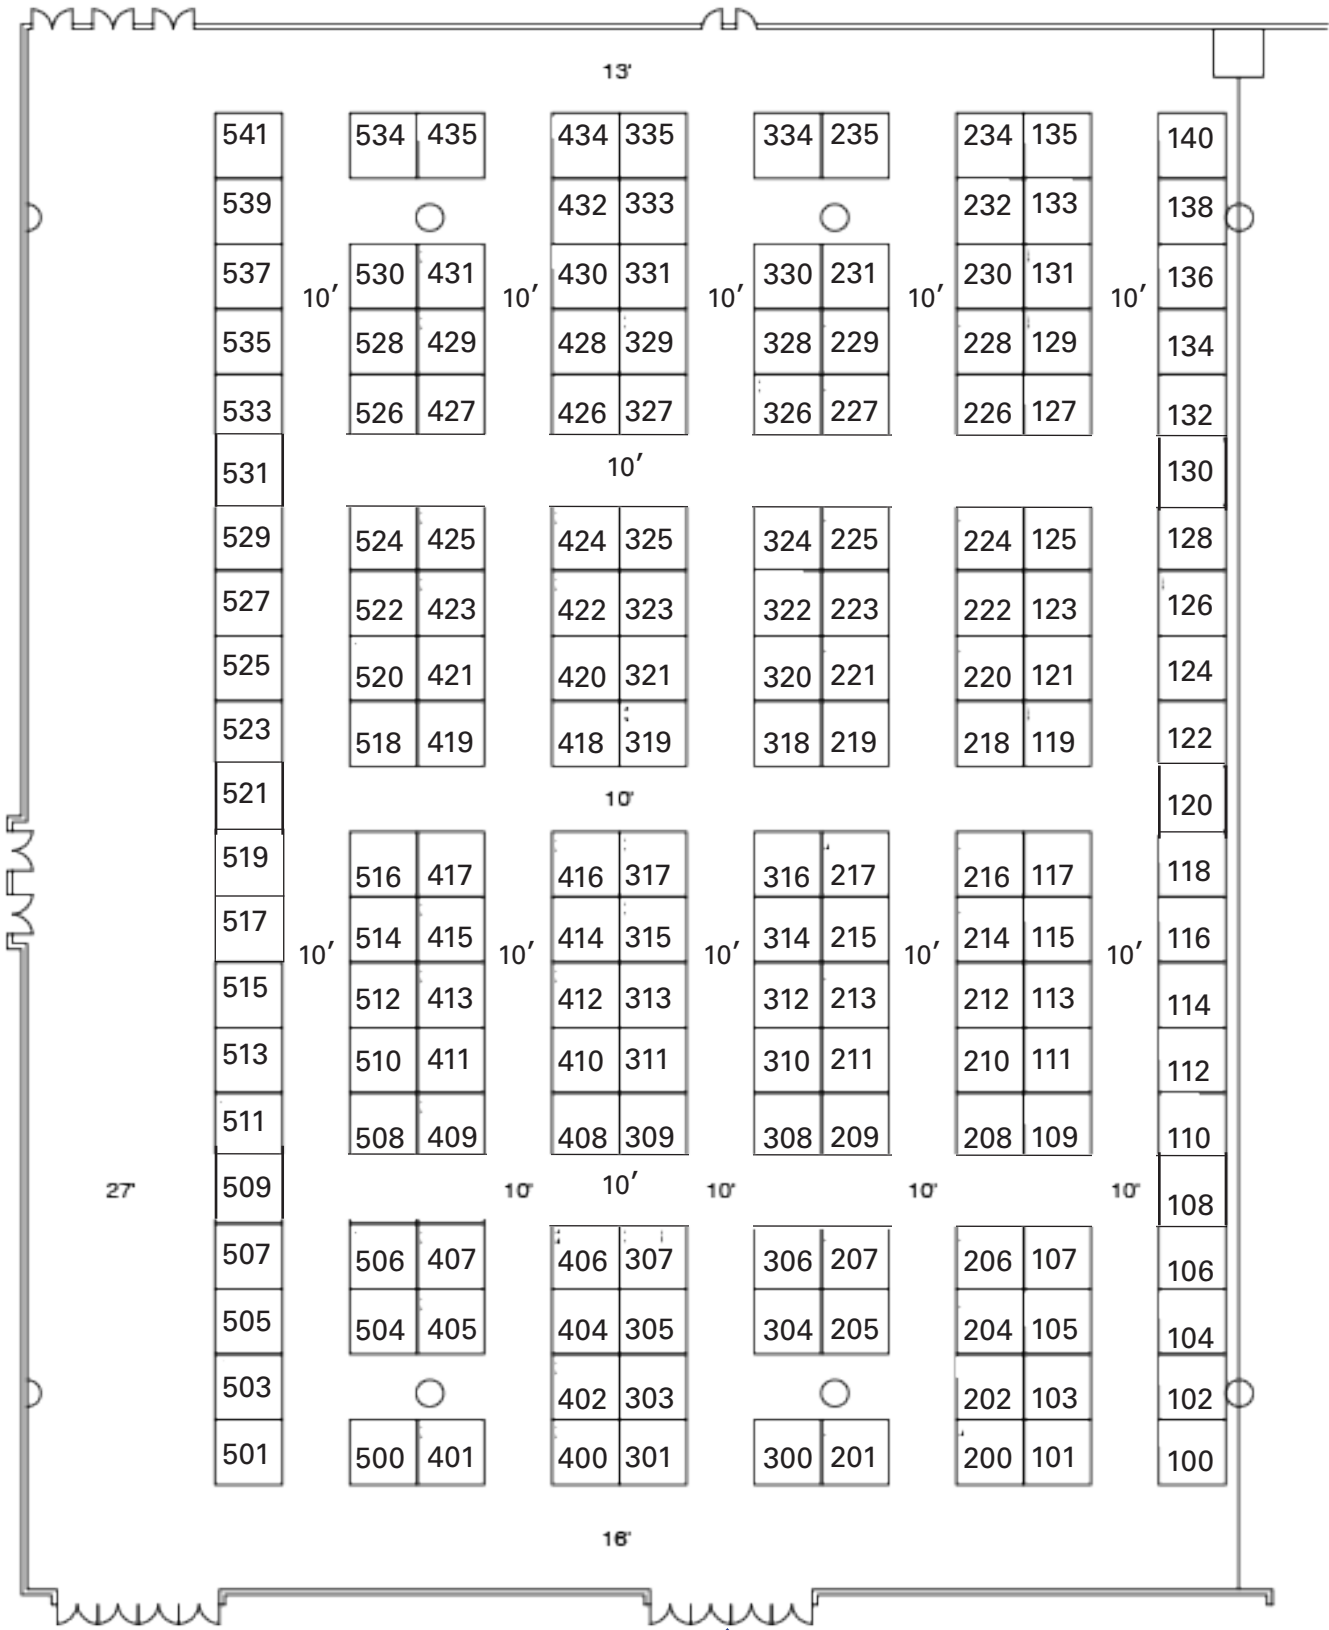 13'
541 534 435 434 335 334 235 234 135 140
539 432 333 232 133 138
537 530 431 430 331 330 231 230 131 136
10′ 10′ 10′ 10′ 10′
535 528 429 428 329 328 229 228 129 134
533 526 427 426 327 326 227 226 127 132
531 10′ 130
529 524 425 424 325 324 225 224 125 128
527 522 423 422 323 322 223 222 123 126
525 520 421 420 321 320 221 220 121 124
523 518 419 418 319 318 219 218 119 122
521 10' 120
519 516 417 416 317 316 217 216 117 118
517 514 415 414 315 314 215 214 115 116
10′ 10′ 10′ 10′ 10′
515 512 413 412 313 312 213 212 113 114
513 510 411 410 311 310 211 210 111 112
511 508 409 408 309 308 209 208 109 110
27' 509 10' 10′ 10' 10' 10' 108
507 506 407 406 307 306 207 206 107 106
505 504 405 404 305 304 205 204 105 104
503 402 303 202 103 102
501 500 401 400 301 300 201 200 101 100
16'